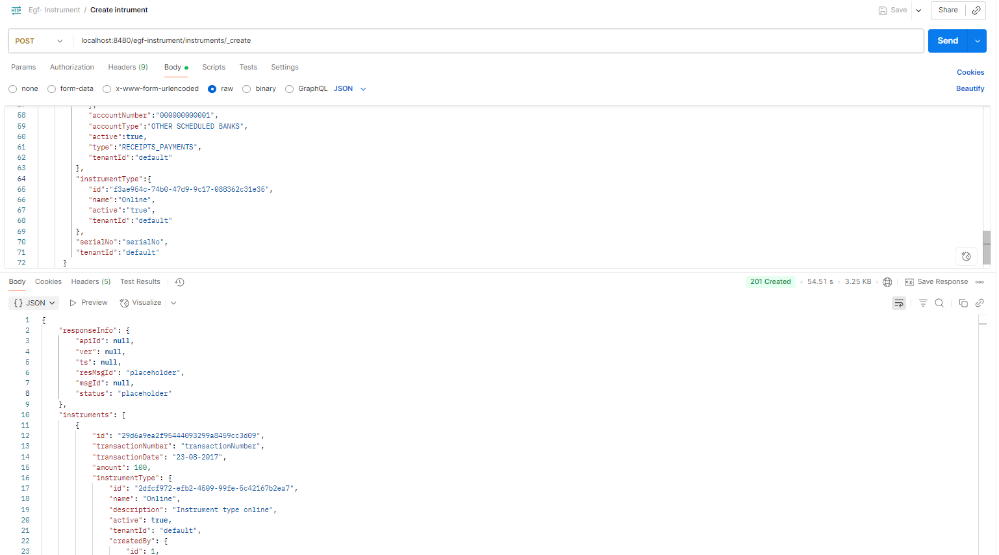 HTTP Egf- Instrument / Create intrument Save Share
POST localhost:8480/egf-instrument/instruments/_create Send
Params Authorization Headers (9) Body Scripts Tests Settings Cookies
none form-data x-www-form-urlencoded raw binary GraphQL JSON Beautify
58 "accountNumber":"000000000001",
59 "accountType":"OTHER SCHEDULED BANKS",
60 "active":true,
61 "type":"RECEIPTS_PAYMENTS",
62 "tenantId":"default"
63 },
64 "instrumentType":{
65 "id":"f3ae954c-74b0-47d9-9c17-088362c31e35",
66 "name":"Online",
67 "active":"true",
68 "tenantId":"default"
69 },
70 "serialNo":"serialNo",
71 "tenantId":"default"
72 }
Body Cookies Headers (5) Test Results 201 Created 54.51 s 3.25 KB e.g. Save Response
{} JSON Preview Visualize
1 {
2 "responseInfo": {
3 "apiId": null,
4 "ver": null,
5 "ts": null,
6 "resMsgId": "placeholder",
7 "msgId": null,
8 "status": "placeholder"
9 },
10 "instruments": [
11 {
12 "id": "29d6a9ea2f95444093299a8459cc3d09",
13 "transactionNumber": "transactionNumber",
14 "transactionDate": "23-08-2017",
15 "amount": 100,
16 "instrumentType": {
17 "id": "2dfcf972-efb2-4509-99fe-5c42167b2ea7",
18 "name": "Online",
19 "description": "Instrument type online",
20 "active": true,
21 "tenantId": "default",
22 "createdBy": {
23 "id": 1,